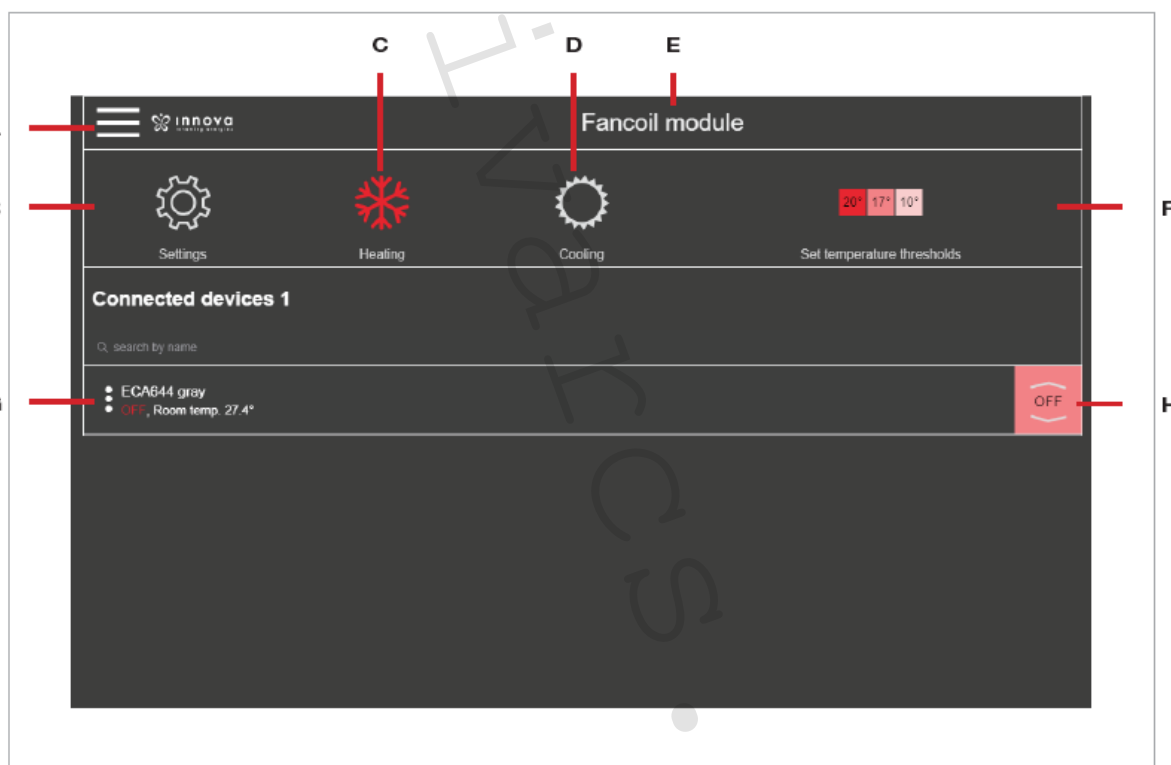 C D E
innova
Fancoil module
20° 17° 10°
F
Settings Heating Cooling Set temperature thresholds
Connected devices 1
search by name
ECA644 gray
OFF, Room temp. 27.4°
OFF
H
Ivarcs.